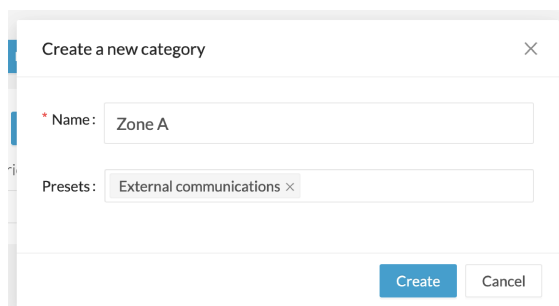 Create a new category
* Name:
Zone A
Presets:
External communications ×
Create
Cancel